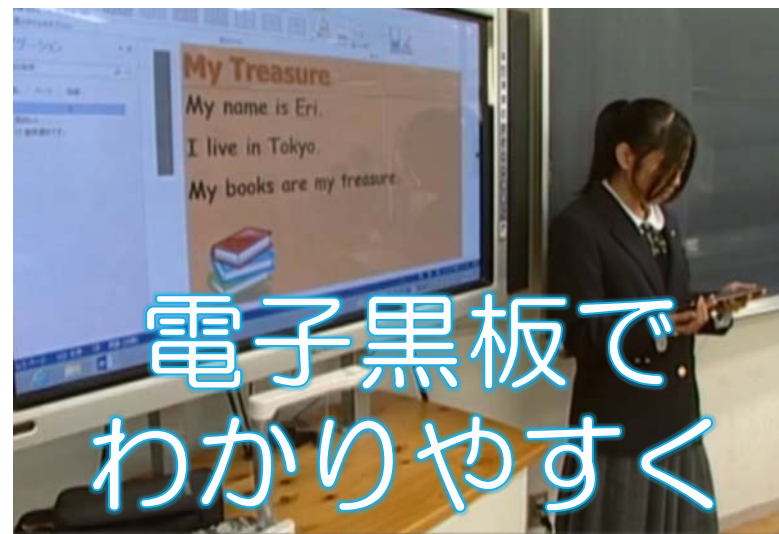 My Treasure
My name is Eri.
I live in Tokyo.
My books are my treasure.
電子黒板で
わかりやすく